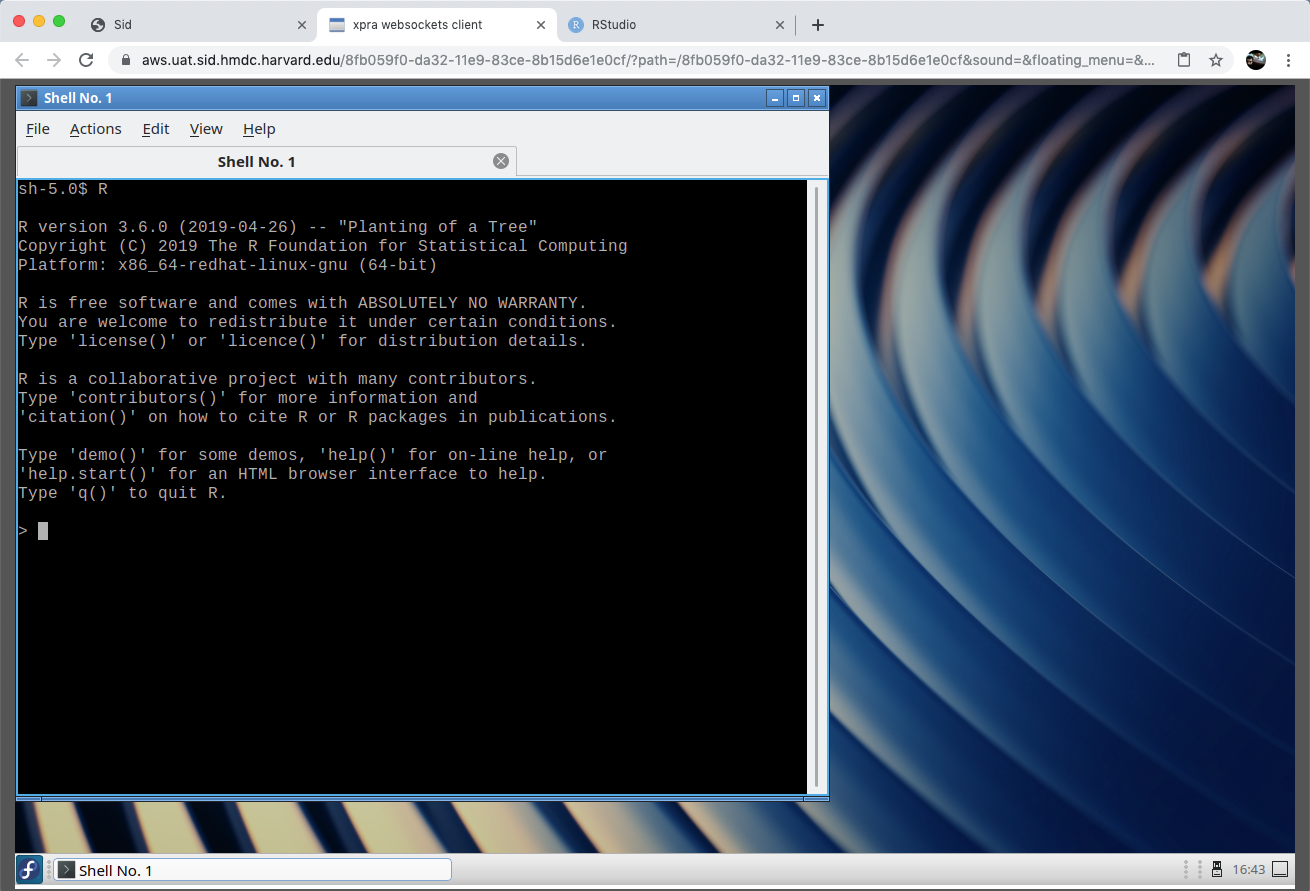 Sid
xpra websockets client
RStudio
aws.uat.sid.hmdc.harvard.edu/8fb059f0-da32-11e9-83ce-8b15d6e1e0cf/?path=/8fb059f0-da32-11e9-83ce-8b15d6e1e0cf&sound=&floating_menu=&...
Shell No. 1
File Actions Edit View Help
Shell No. 1
sh-5.0$ R
R version 3.6.0 (2019-04-26) -- "Planting of a Tree"
Copyright (C) 2019 The R Foundation for Statistical Computing
Platform: x86_64-redhat-linux-gnu (64-bit)
R is free software and comes with ABSOLUTELY NO WARRANTY.
You are welcome to redistribute it under certain conditions.
Type 'license()' or 'licence()' for distribution details.
R is a collaborative project with many contributors.
Type 'contributors()' for more information and
'citation()' on how to cite R or R packages in publications.
Type 'demo()' for some demos, 'help()' for on-line help, or
'help.start()' for an HTML browser interface to help.
Type 'q()' to quit R.
>
Shell No. 1
16:43